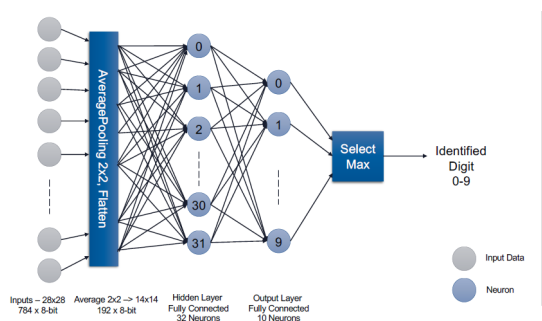 AveragePooling 2x2, Flatten
0
1
2
30
31
0
1
9
Select
Max
Identified
Digit
0-9
Input Data
Neuron
Inputs – 28x28
784 x 8-bit
Average 2x2 –> 14x14
192 x 8-bit
Hidden Layer
Fully Connected
32 Neurons
Output Layer
Fully Connected
10 Neurons